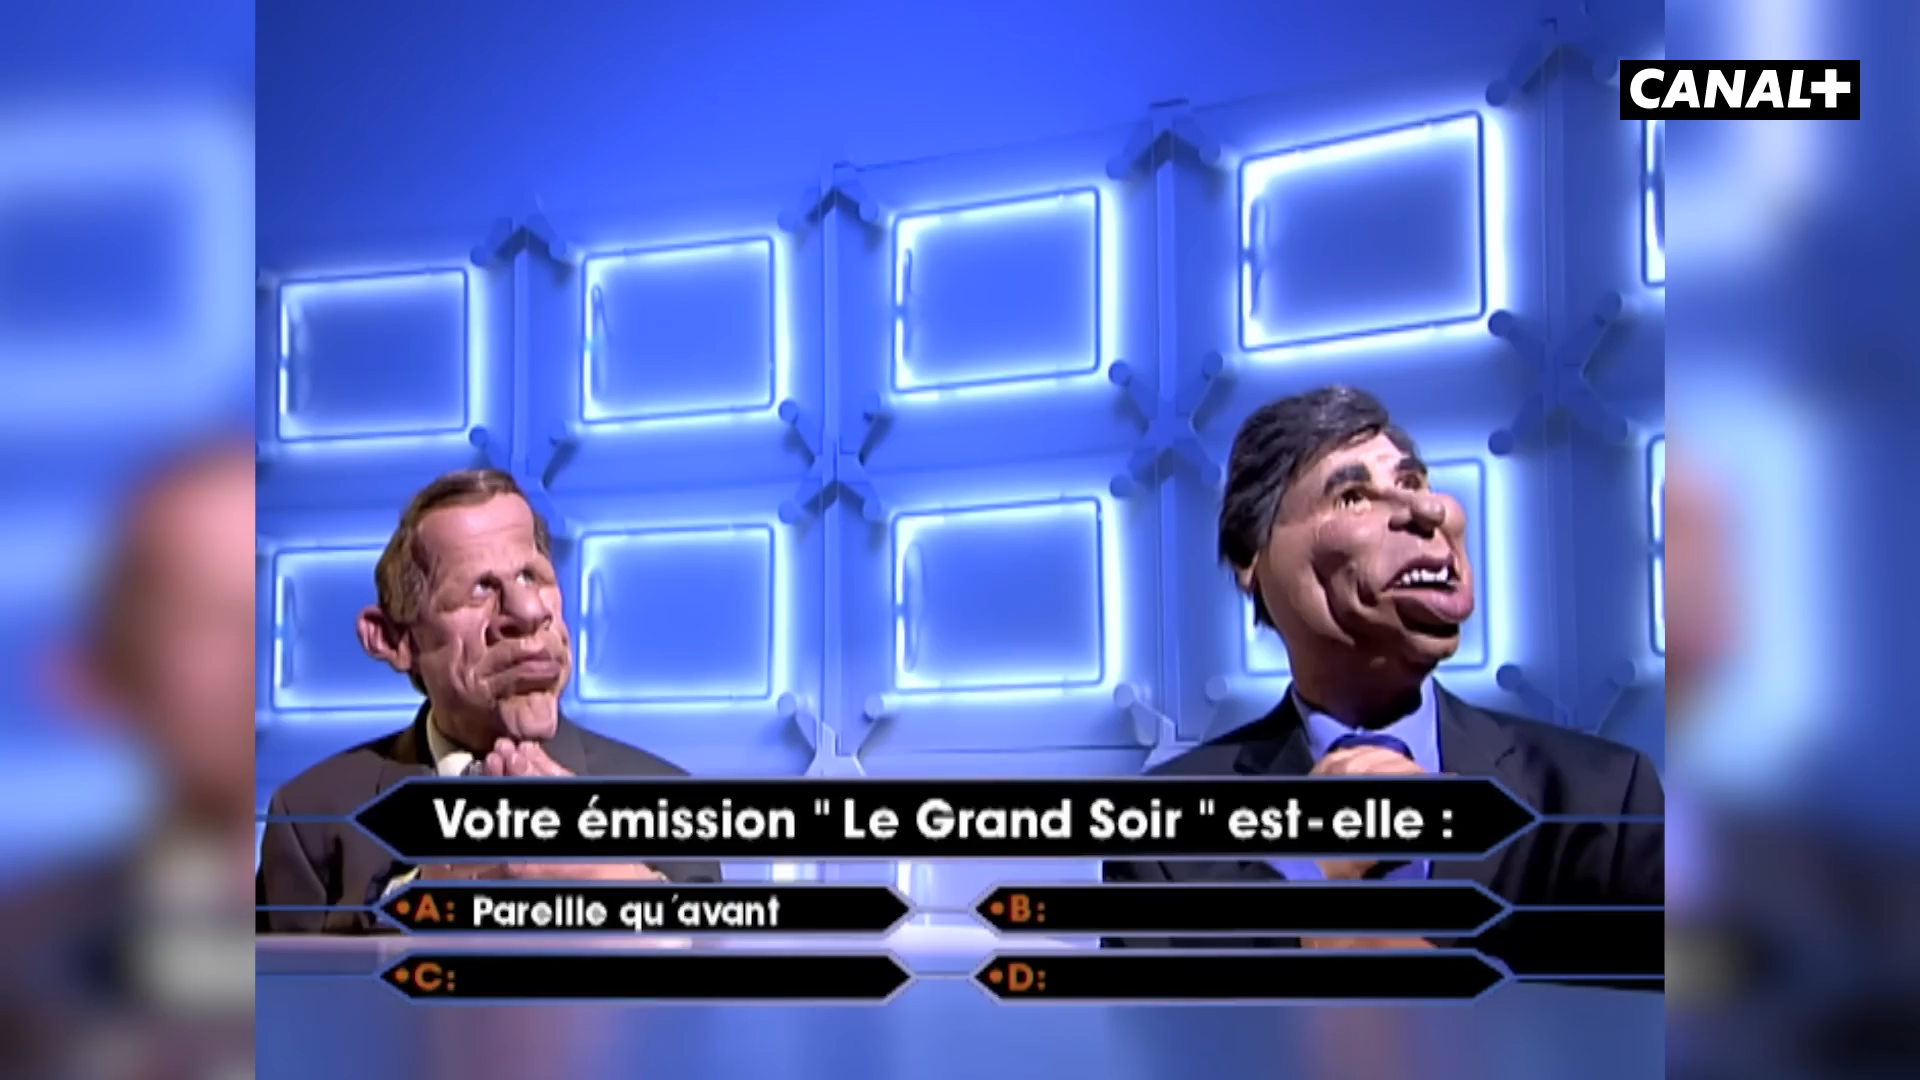 CANAL+
Votre émission " Le Grand Soir " est-elle :
•A: Pareille qu'avant
•B:
•C:
•D: